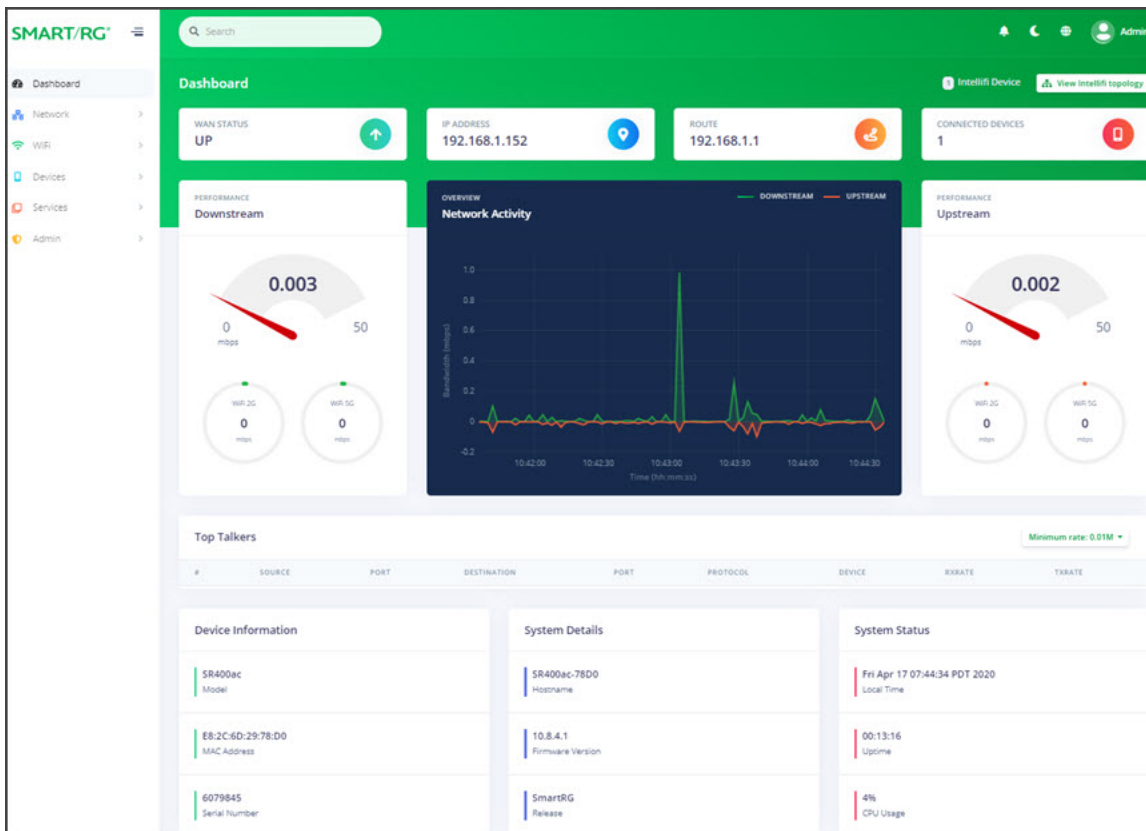 SMART/RG®
Search
Admin
Dashboard
Network
WiFi
Devices
Services
Admin
Dashboard
1 Intellifi Device
View Intellifi topology
WAN STATUS
UP
IP ADDRESS
192.168.1.152
ROUTE
192.168.1.1
CONNECTED DEVICES
1
PERFORMANCE
Downstream
0.003
0
mbps
50
WiFi 2G
0
mbps
WiFi 5G
0
mbps
OVERVIEW
Network Activity
DOWNSTREAM
UPSTREAM
Bandwidth (mbps)
1.0
0.8
0.6
0.4
0.2
0
-0.2
10:42:00 10:42:30 10:43:00 10:43:30 10:44:00 10:44:30
Time (hh:mm:ss)
PERFORMANCE
Upstream
0.002
0
mbps
50
WiFi 2G
0
mbps
WiFi 5G
0
mbps
Top Talkers
Minimum rate: 0.01M
# SOURCE PORT DESTINATION PORT PROTOCOL DEVICE RXRATE TXRATE
Device Information
SR400ac
Model
E8:2C:6D:29:78:D0
MAC Address
6079845
Serial Number
System Details
SR400ac-78D0
Hostname
10.8.4.1
Firmware Version
SmartRG
Release
System Status
Fri Apr 17 07:44:34 PDT 2020
Local Time
00:13:16
Uptime
4%
CPU Usage